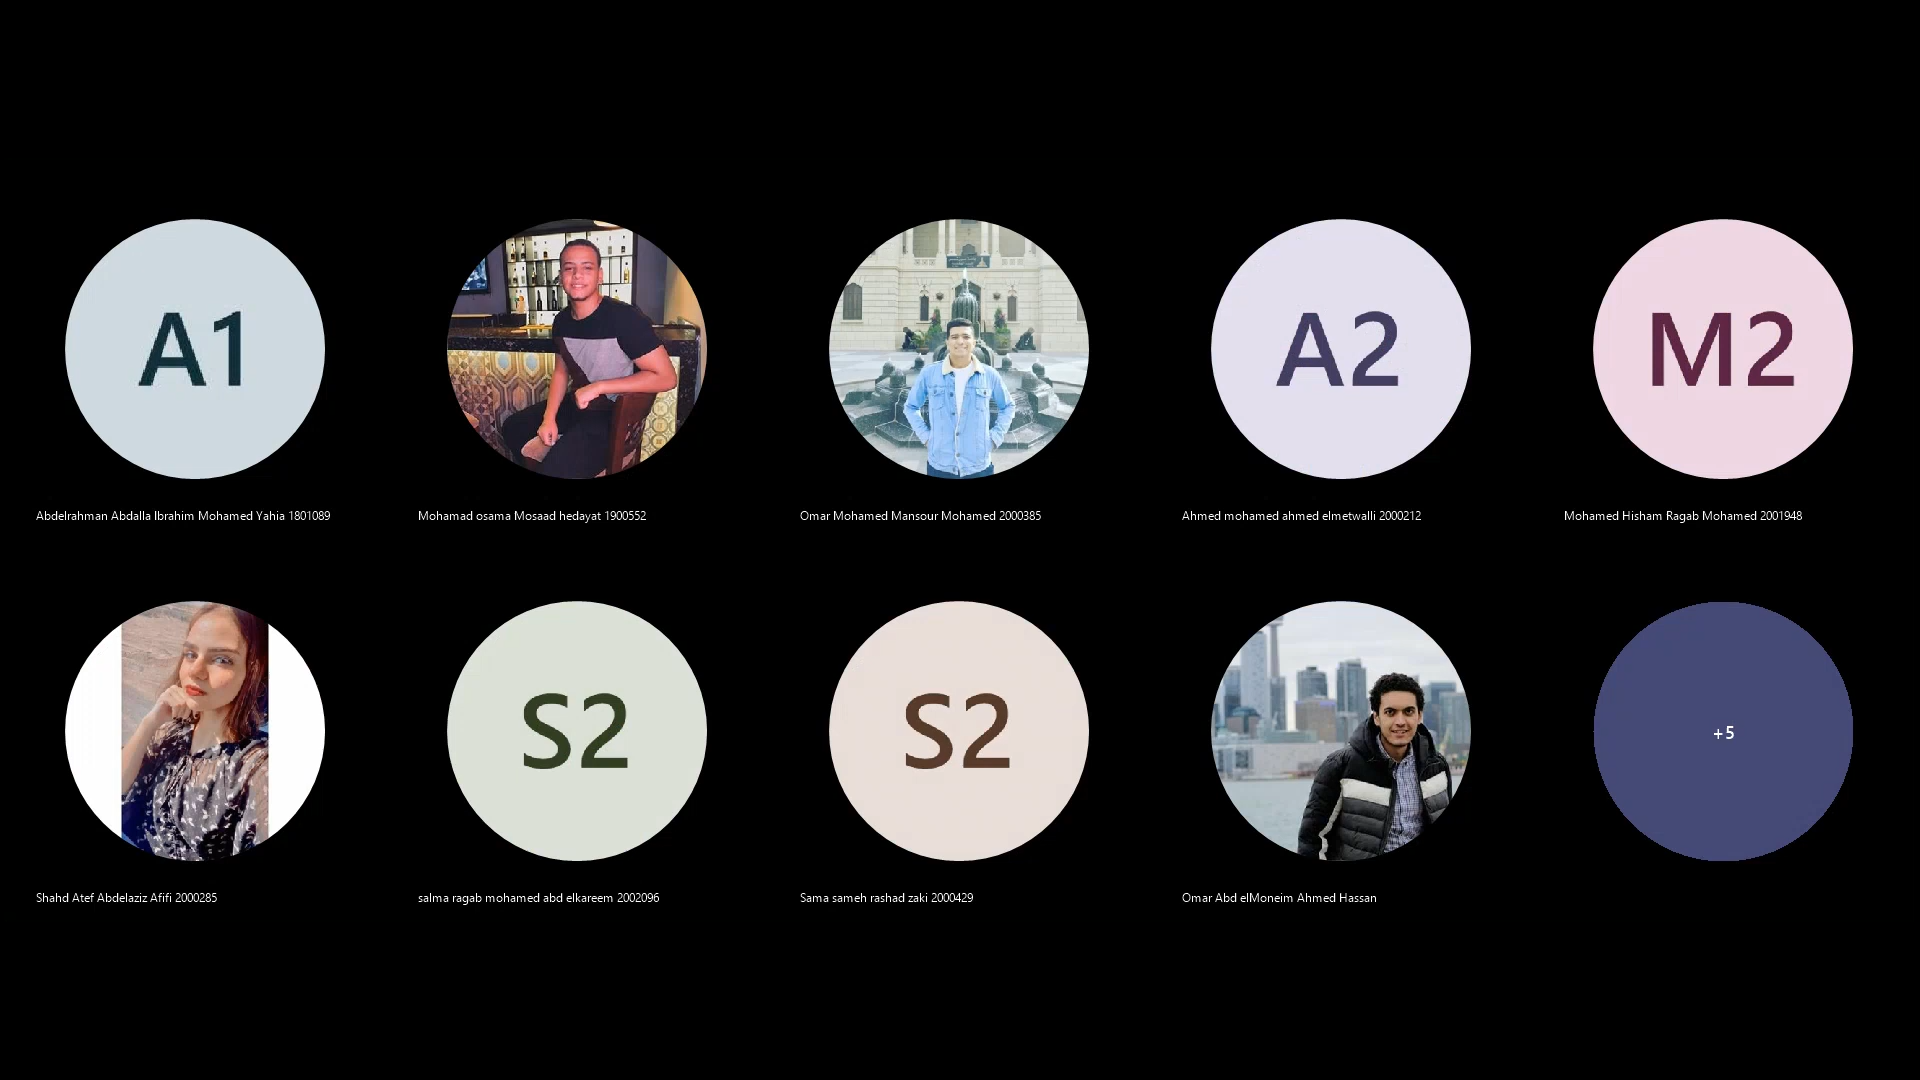 A1
A2
M2
Abdelrahman Abdalla Ibrahim Mohamed Yahia 1801089
Mohamad osama Mosaad hedayat 1900552
Omar Mohamed Mansour Mohamed 2000385
Ahmed mohamed ahmed elmetwalli 2000212
Mohamed Hisham Ragab Mohamed 2001948
S2
S2
+5
Shahd Atef Abdelaziz Afifi 2000285
salma ragab mohamed abd elkareem 2002096
Sama sameh rashad zaki 2000429
Omar Abd elMoneim Ahmed Hassan